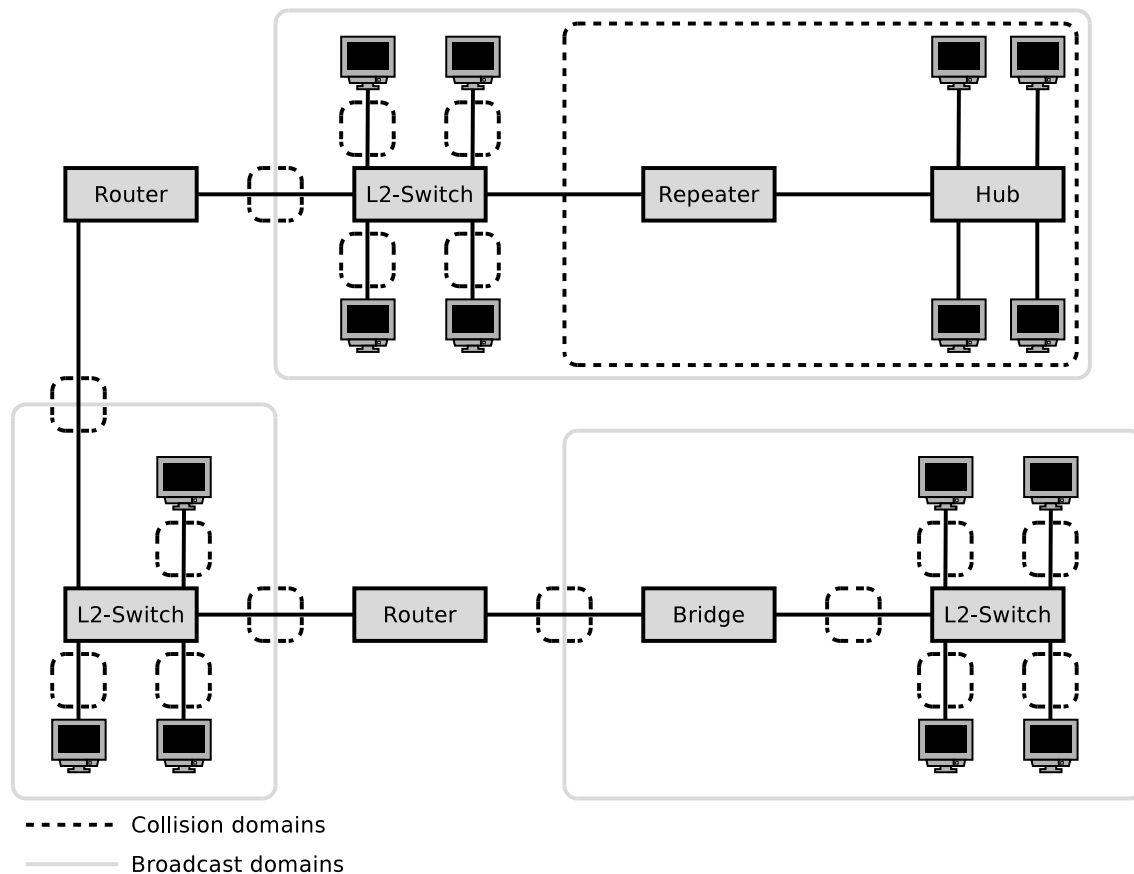 Router
L2-Switch
Repeater
Hub
L2-Switch
Router
Bridge
L2-Switch
Collision domains
Broadcast domains